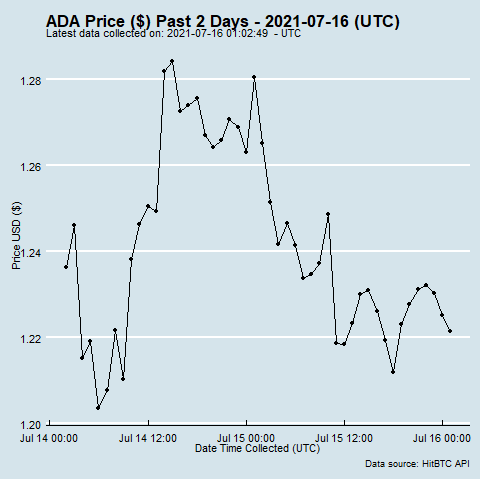 ADA Price ($) Past 2 Days - 2021-07-16 (UTC)
Latest data collected on: 2021-07-16 01:02:49 - UTC
Price USD ($)
1.28
1.26
1.24
1.22
1.20
Jul 14 00:00 Jul 14 12:00 Jul 15 00:00 Jul 15 12:00 Jul 16 00:00
Date Time Collected (UTC)
Data source: HitBTC API